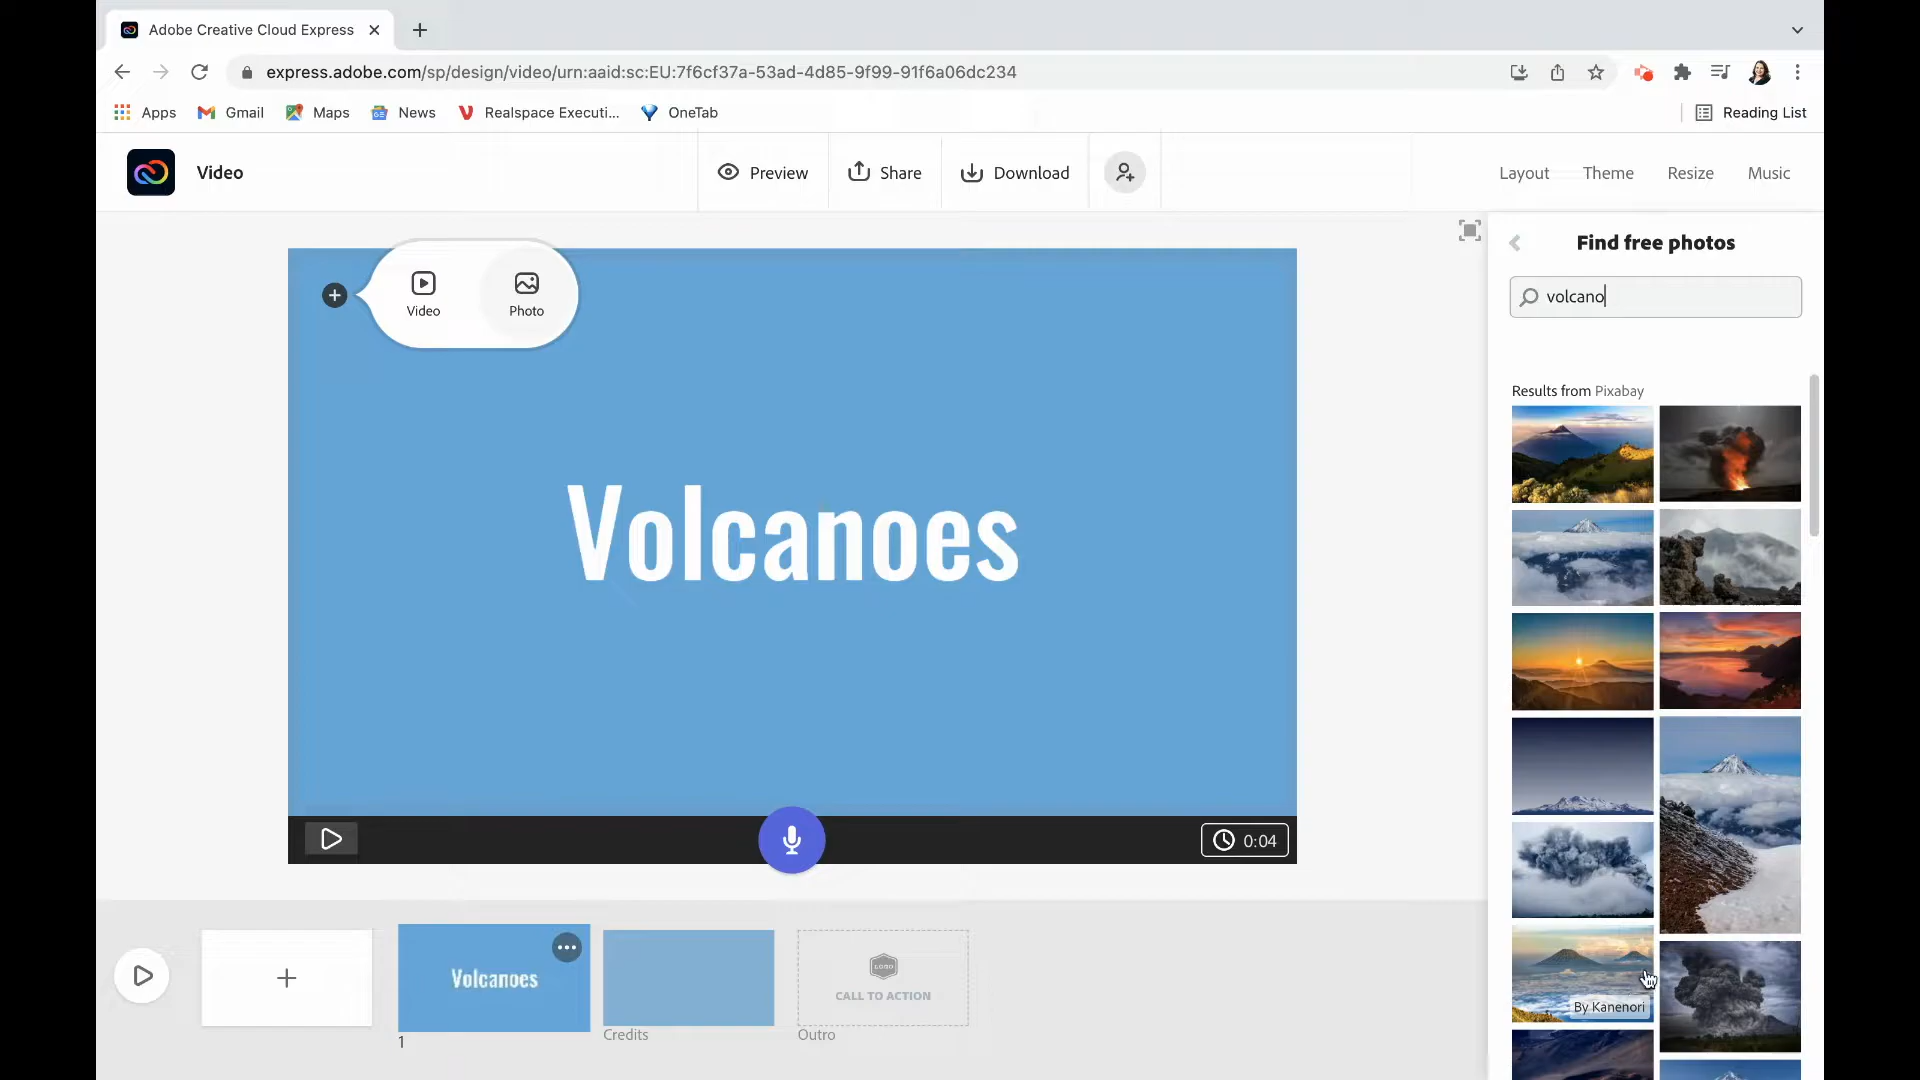 Adobe Creative Cloud Express
express.adobe.com/sp/design/video/urn:aaid:sc:EU:7f6cf37a-53ad-4d85-9f99-91f6a06dc234
Apps Gmail Maps News Realspace Executi... OneTab Reading List
Video Preview Share Download Layout Theme Resize Music
Find free photos
volcano
Video Photo
Results from Pixabay
Volcanoes
0:04
Volcanoes
LOGO
CALL TO ACTION
By Kanenori
1 Credits Outro